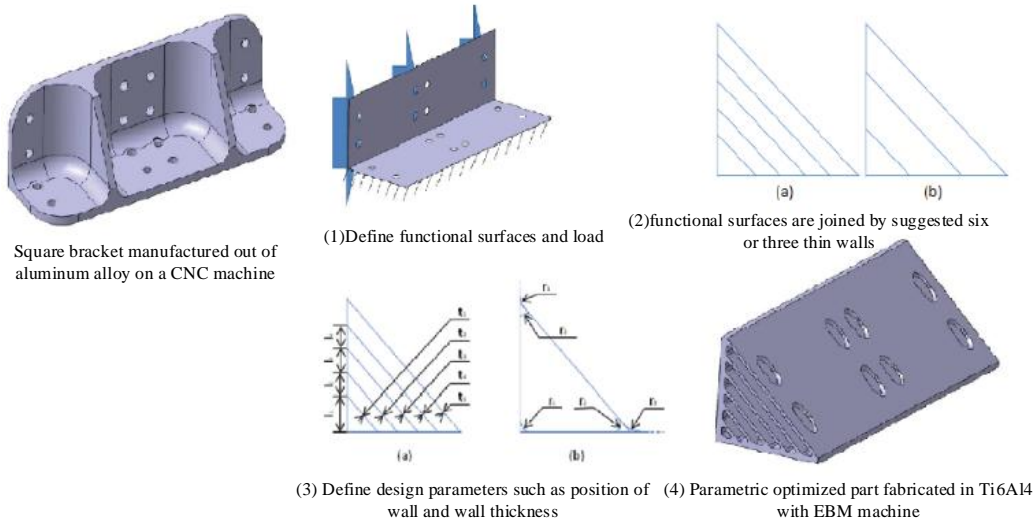 Square bracket manufactured out of
aluminum alloy on a CNC machine
(1)Define functional surfaces and load
(a)
(b)
(2)functional surfaces are joined by suggested six
or three thin walls
(a)
(b)
(3) Define design parameters such as position of
wall and wall thickness
(4) Parametric optimized part fabricated in Ti6Al4
with EBM machine